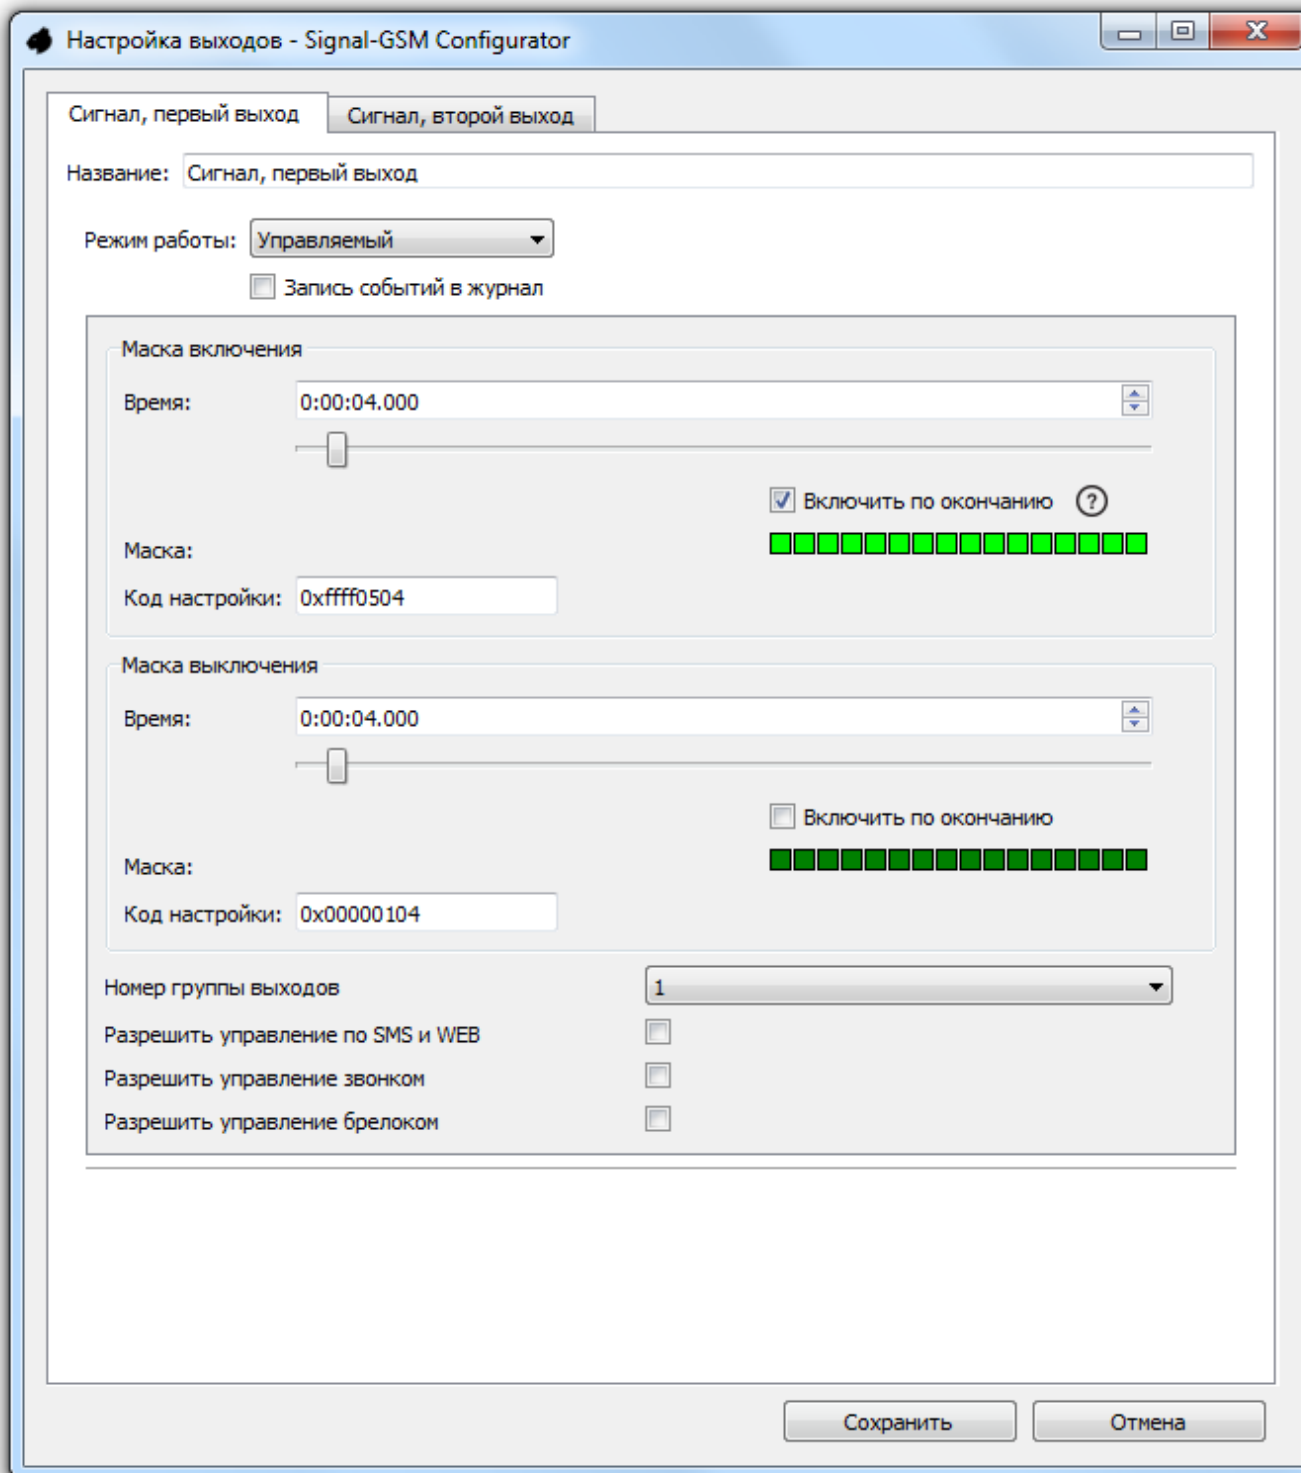 Настройка выходов - Signal-GSM Configurator
Сигнал, первый выход
Сигнал, второй выход
Название: Сигнал, первый выход
Режим работы: Управляемый
Запись событий в журнал
Маска включения
Время: 0:00:04.000
Включить по окончанию ?
Маска:
Код настройки: 0xffff0504
Маска выключения
Время: 0:00:04.000
Включить по окончанию
Маска:
Код настройки: 0x00000104
Номер группы выходов 1
Разрешить управление по SMS и WEB
Разрешить управление звонком
Разрешить управление брелоком
Сохранить Отмена